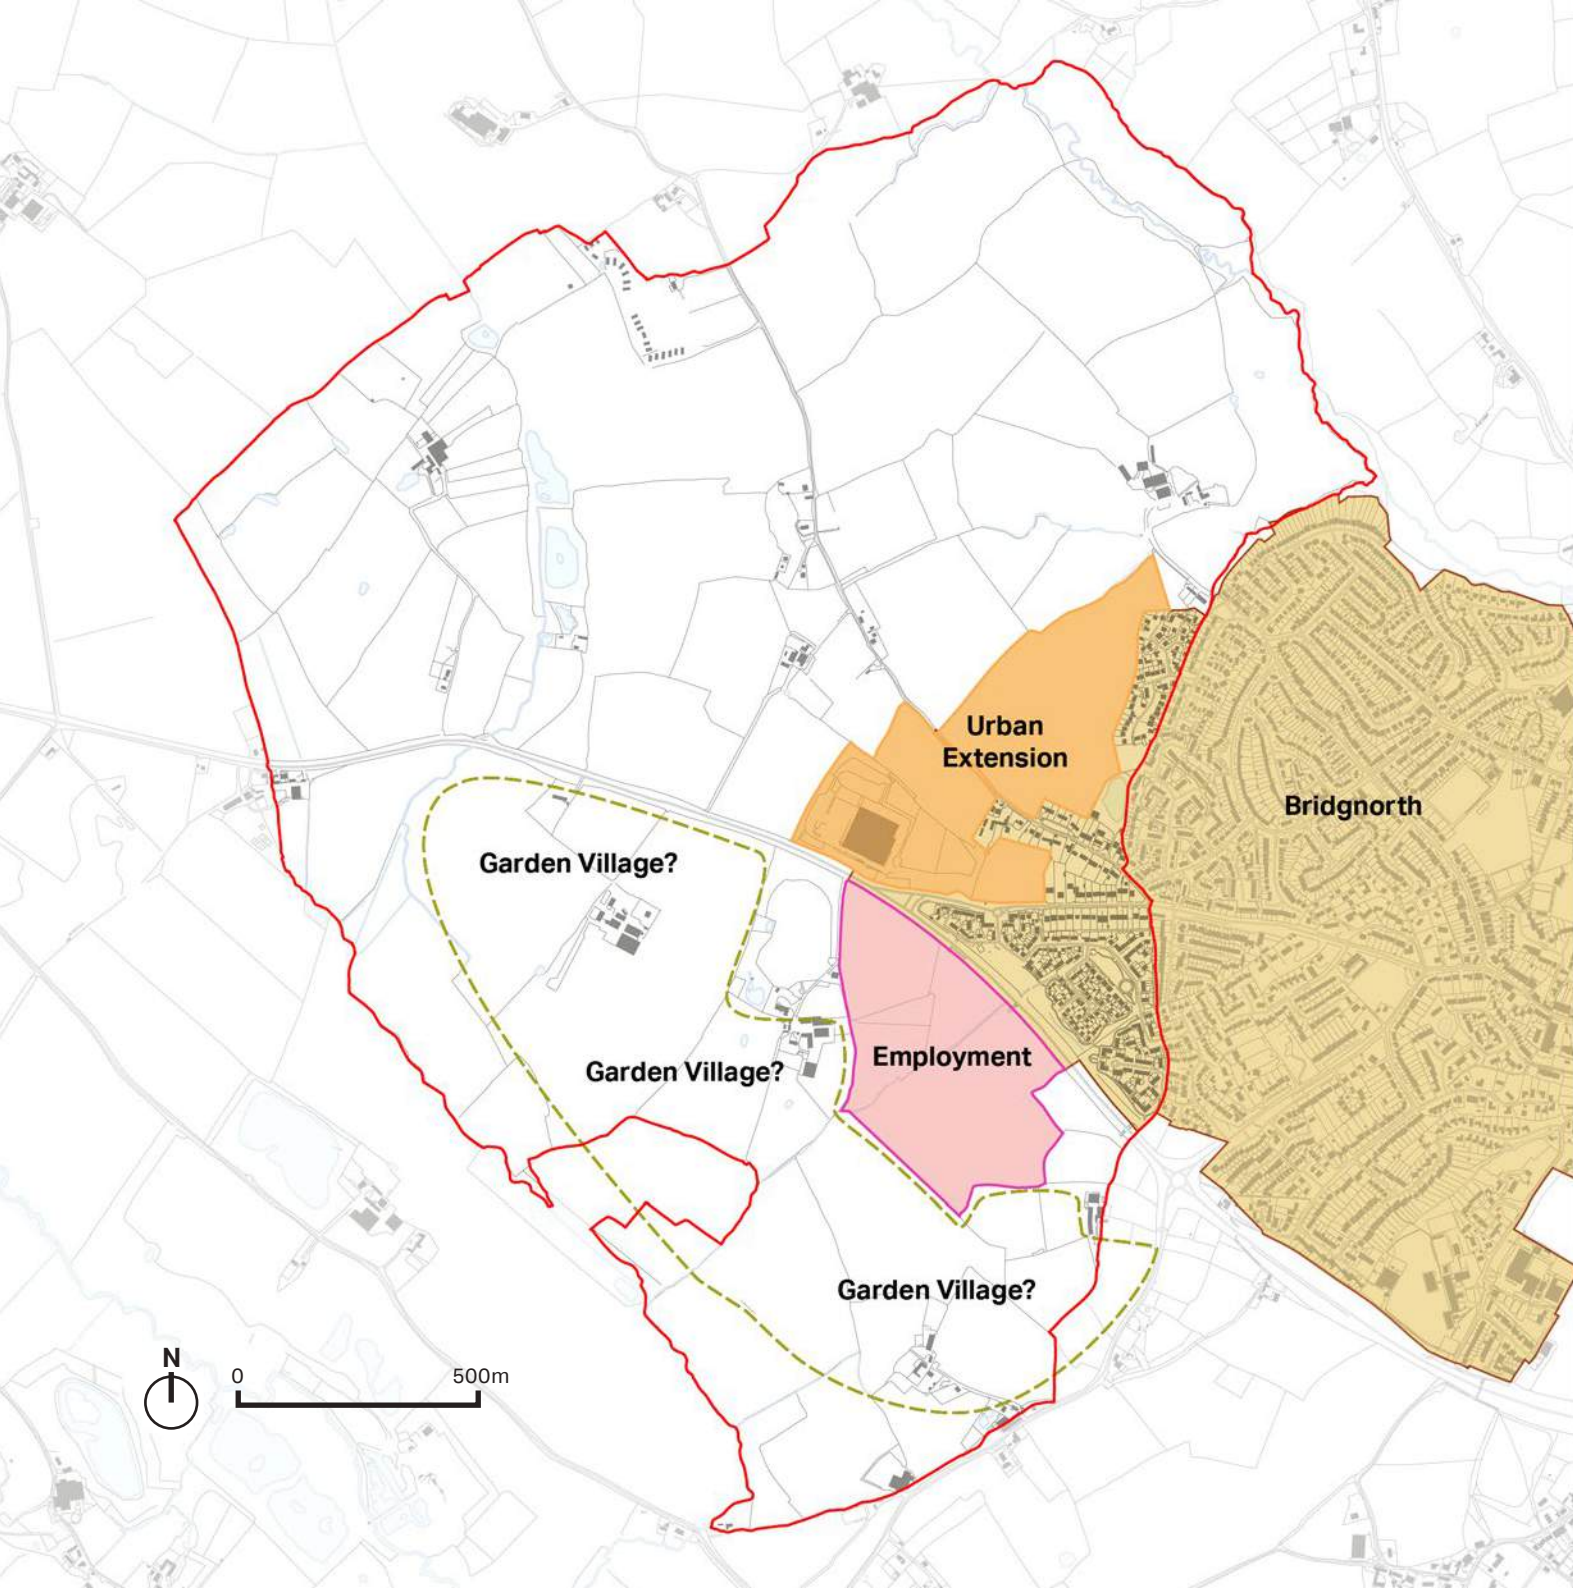 Urban
Extension
Bridgnorth
Garden Village?
Employment
Garden Village?
Garden Village?
N
0
500m